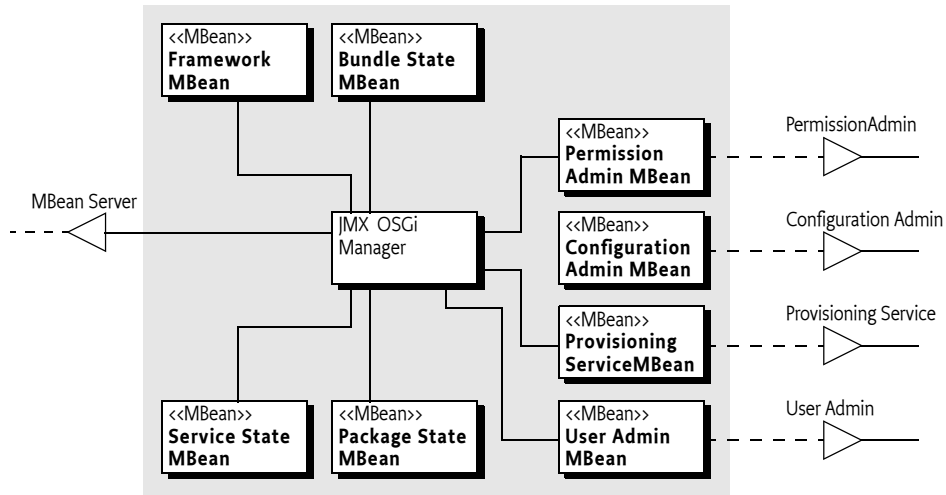 <<MBean>>
Framework
MBean
<<MBean>>
Bundle State
MBean
<<MBean>>
Permission
Admin MBean
PermissionAdmin
MBean Server
JMX OSGi
Manager
<<MBean>>
Configuration
Admin MBean
Configuration Admin
<<MBean>>
Provisioning
ServiceMBean
Provisioning Service
<<MBean>>
Service State
MBean
<<MBean>>
Package State
MBean
<<MBean>>
User Admin
MBean
User Admin